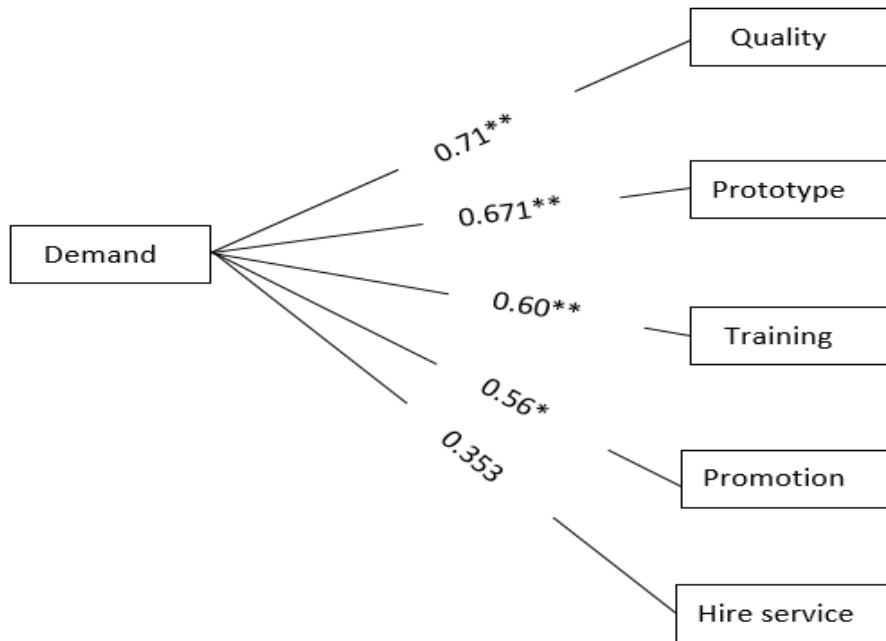 Quality
0.71**
Prototype
0.671**
Demand
0.60**
Training
0.56*
0.353
Promotion
Hire service